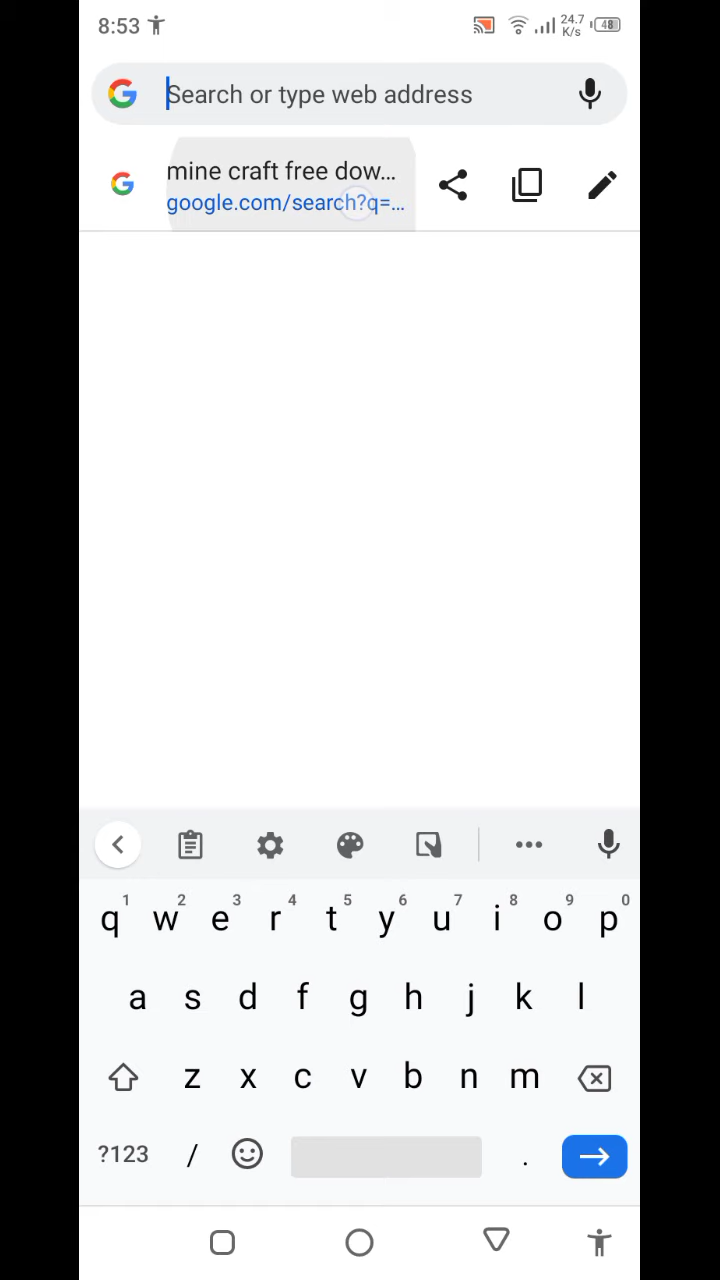 8:53
24.7
K/s
48
Search or type web address
mine craft free dow...
google.com/search?q=...
1 2 3 4 5 6 7 8 9 0
q w e r t y u i o p
a s d f g h j k l
z x c v b n m
?123 / .